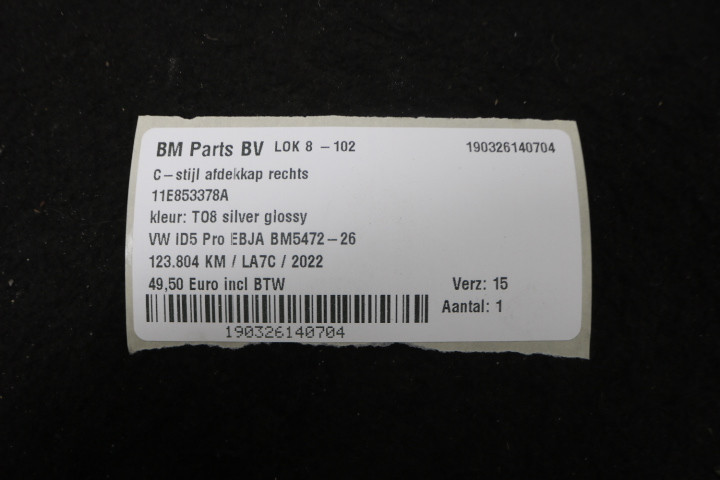 BM Parts BV LOK 8 - 102 190326140704
C-stijl afdekkap rechts
11E853378A
kleur: TO8 silver glossy
VW ID5 Pro EBJA BM5472-26
123.804 KM / LA7C / 2022
49,50 Euro incl BTW Verz: 15
Aantal: 1
190326140704